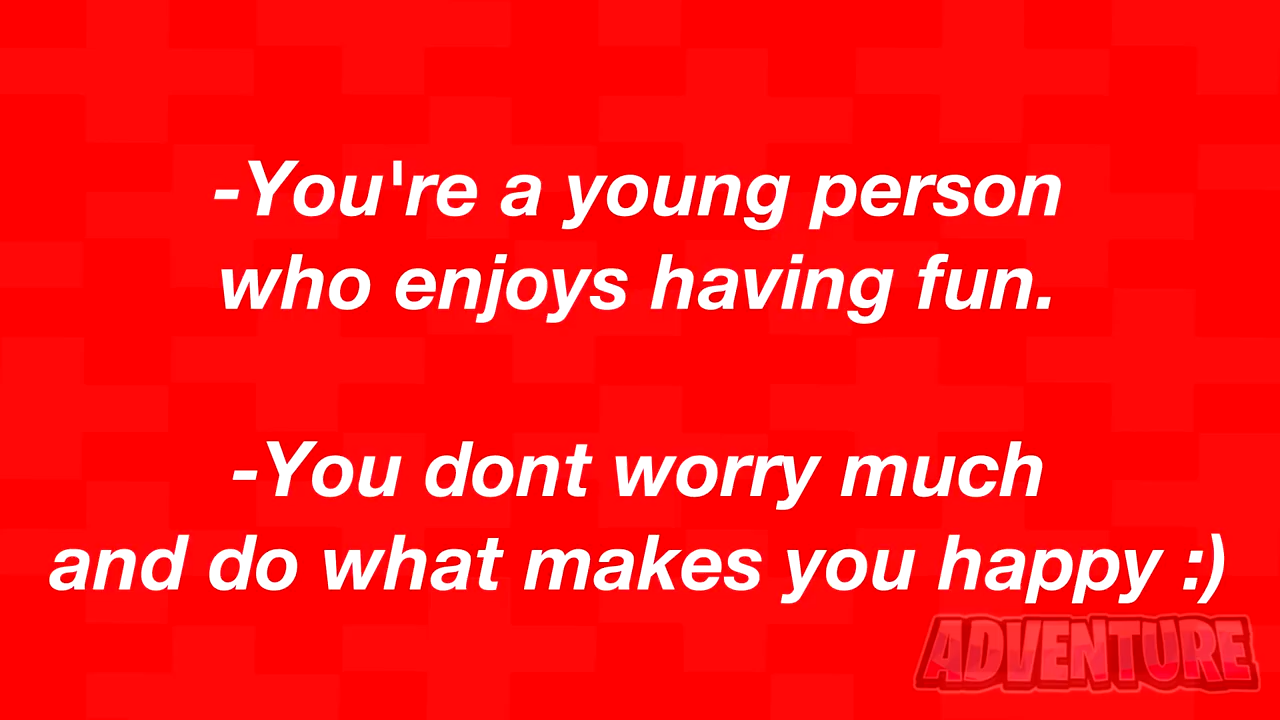 -You're a young person
who enjoys having fun.
-You dont worry much
and do what makes you happy :)
ADVENTURE